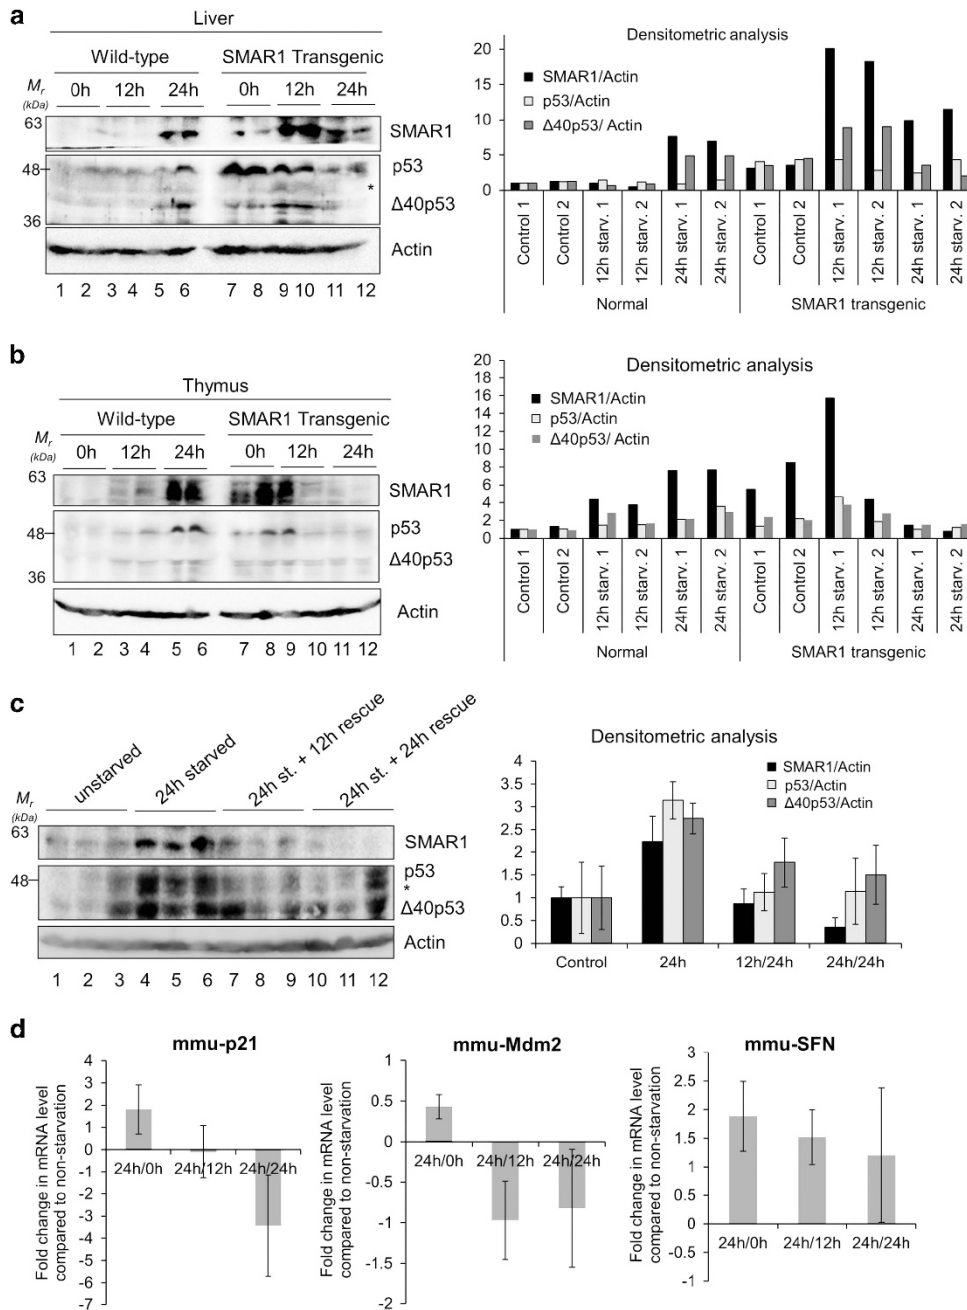 a
Liver
Wild-type SMAR1 Transgenic
Mr (kDa) 0h 12h 24h 0h 12h 24h
63
SMAR1
48
p53
*
Δ40p53
36
Actin
1 2 3 4 5 6 7 8 9 10 11 12
Densitometric analysis
SMAR1/Actin
p53/Actin
Δ40p53/ Actin
20
15
10
5
0
Control 1
Control 2
12h starv. 1
12h starv. 2
24h starv. 1
24h starv. 2
Control 1
Control 2
12h starv. 1
12h starv. 2
24h starv. 1
24h starv. 2
Normal SMAR1 transgenic
b
Thymus
Wild-type SMAR1 Transgenic
Mr (kDa) 0h 12h 24h 0h 12h 24h
63
SMAR1
p53
48
Δ40p53
36
Actin
1 2 3 4 5 6 7 8 9 10 11 12
Densitometric analysis
SMAR1/Actin
p53/Actin
Δ40p53/ Actin
20
18
16
14
12
10
8
6
4
2
0
Control 1
Control 2
12h starv. 1
12h starv. 2
24h starv. 1
24h starv. 2
Control 1
Control 2
12h starv. 1
12h starv. 2
24h starv. 1
24h starv. 2
Normal SMAR1 transgenic
c
unstarved
24h starved
24h st. + 12h rescue
24h st. + 24h rescue
Mr (kDa)
63
SMAR1
p53
48
*
Δ40p53
Actin
1 2 3 4 5 6 7 8 9 10 11 12
Densitometric analysis
SMAR1/Actin
p53/Actin
Δ40p53/Actin
4
3.5
3
2.5
2
1.5
1
0.5
0
Control 24h 12h/24h 24h/24h
d
mmu-p21
Fold change in mRNA level
compared to non-starvation
4
3
2
1
0
-1
-2
-3
-4
-5
-6
-7
24h/0h 24h/12h 24h/24h
mmu-Mdm2
Fold change in mRNA level
compared to non-starvation
1
0.5
0
-0.5
-1
-1.5
-2
24h/0h 24h/12h 24h/24h
mmu-SFN
Fold change in mRNA level
compared to non-starvation
3
2.5
2
1.5
1
0.5
0
-0.5
-1
24h/0h 24h/12h 24h/24h